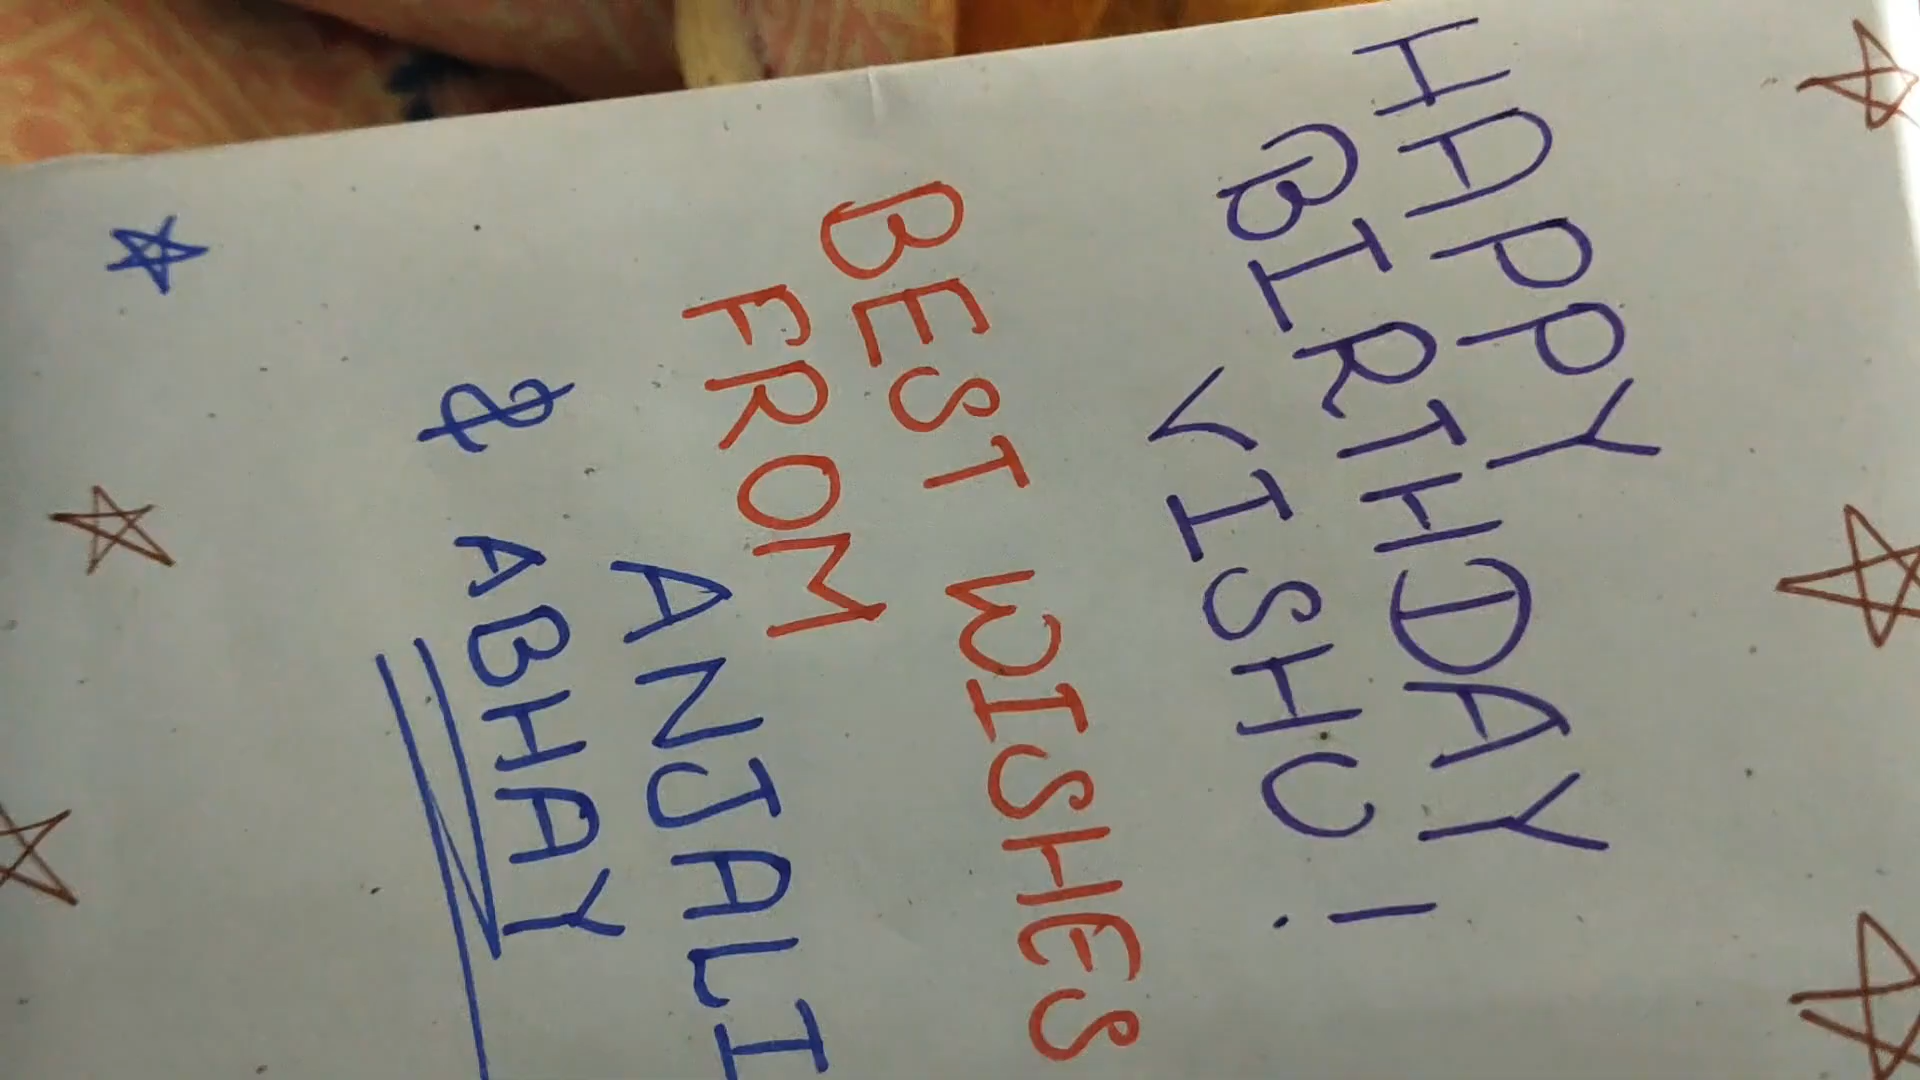 HAPPY
BIRTHDAY
VISHU!
BEST WISHES
FROM
ANJALI
& ABHAY